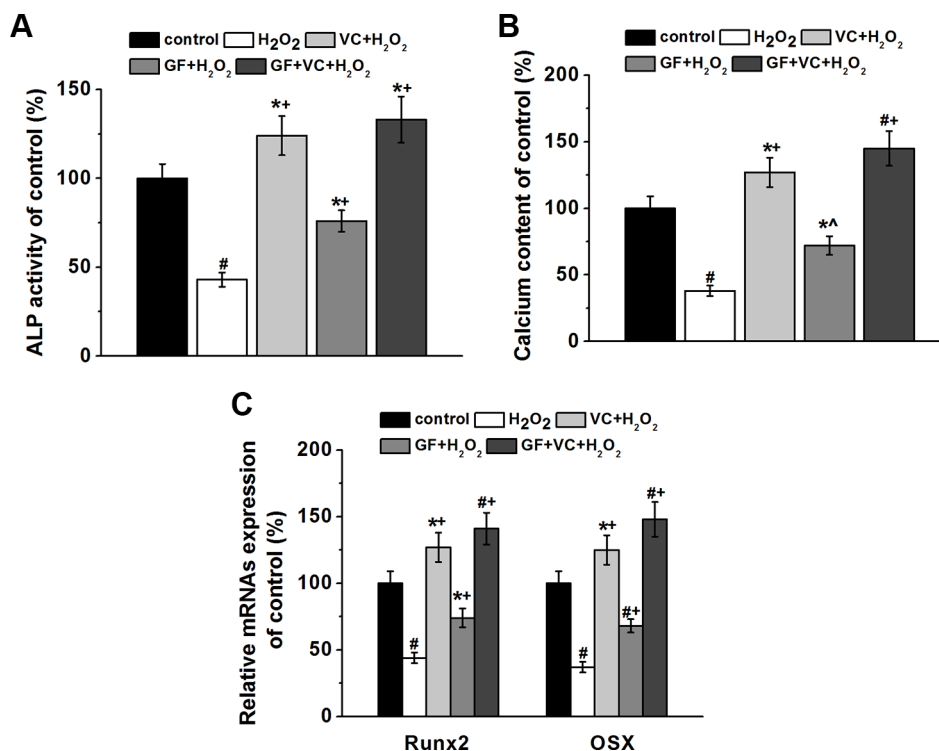 A
control H₂O₂ VC+H₂O₂
GF+H₂O₂ GF+VC+H₂O₂
ALP activity of control (%)
150
100
50
0
#
*+
*+
*+
B
control H₂O₂ VC+H₂O₂
GF+H₂O₂ GF+VC+H₂O₂
Calcium content of control (%)
200
150
100
50
0
#
*+
*^
#+
C
control H₂O₂ VC+H₂O₂
GF+H₂O₂ GF+VC+H₂O₂
Relative mRNAs expression
of control (%)
200
150
100
50
0
#
*+
*+
#+
#
*+
#+
#+
Runx2 OSX